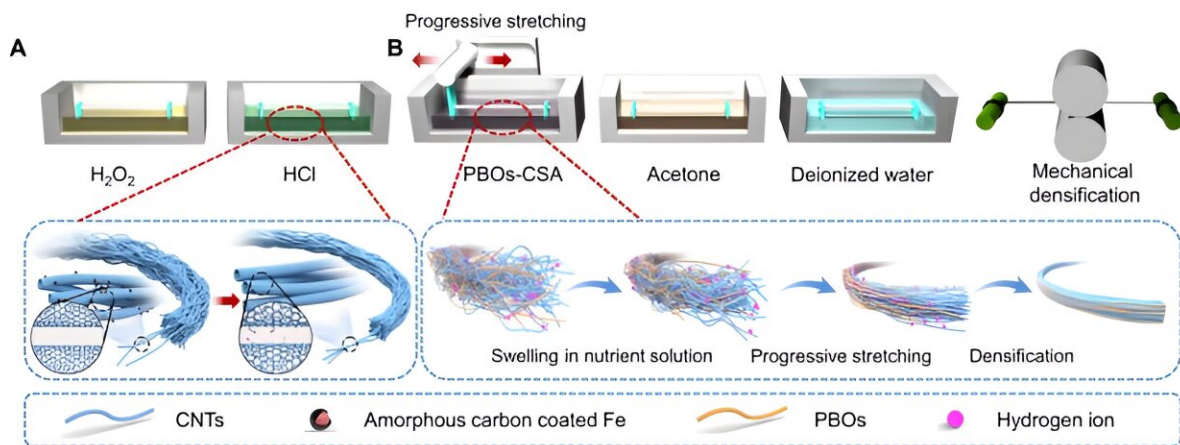 Progressive stretching
A
B
H₂O₂
HCl
PBOs-CSA
Acetone
Deionized water
Mechanical
densification
Swelling in nutrient solution
Progressive stretching
Densification
CNTs
Amorphous carbon coated Fe
PBOs
Hydrogen ion